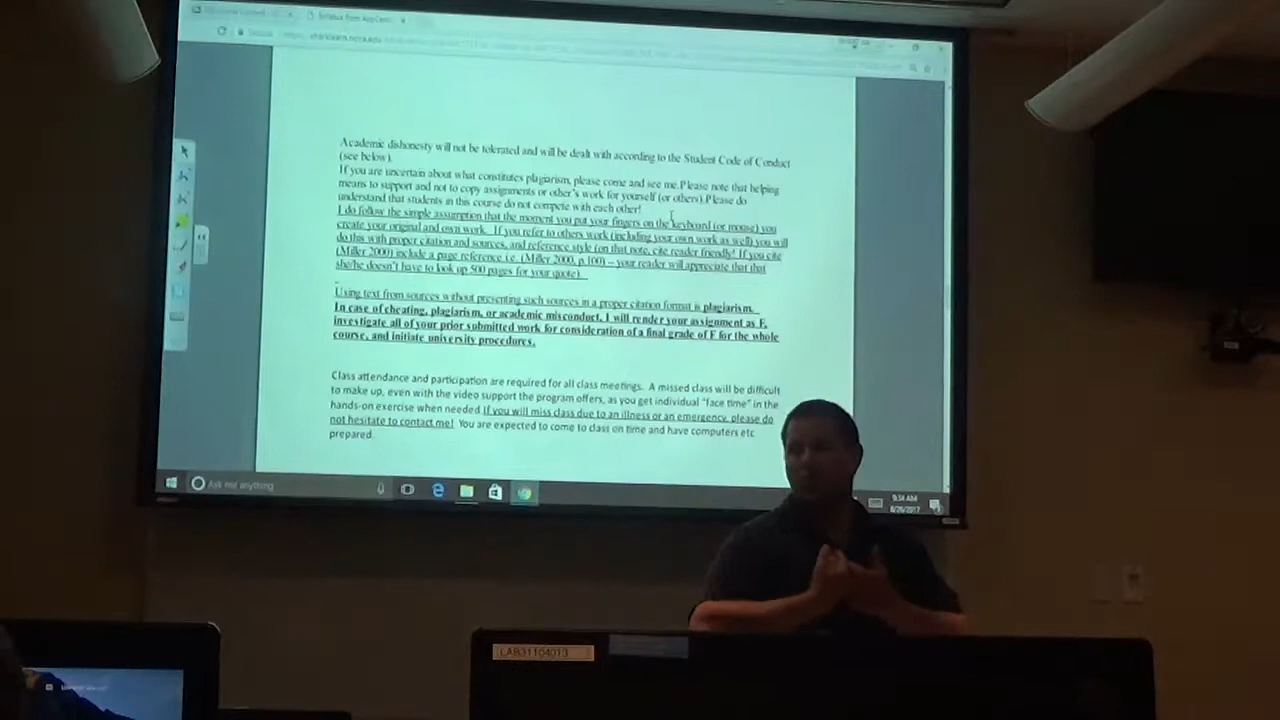 Syllabus from AppCentr
Academic dishonesty will not be tolerated and will be dealt with according to the Student Code of Conduct
(see below).
If you are uncertain about what constitutes plagiarism, please come and see me.Please note that helping
means to support and not to copy assignments or other's work for yourself (or others).Please do
understand that students in this course do not compete with each other!
I do follow the simple assumption that the moment you put your fingers on the keyboard (or mouse) you
create your original and own work. If you refer to others work (including your own work as well) you will
do this with proper citation and sources, and reference style (on that note, cite reader friendly! If you cite
(Miller 2000) include a page reference i.e. (Miller 2000, p.100) – your reader will appreciate that that
she/he doesn't have to look up 500 pages for your quote).
Using text from sources without presenting such sources in a proper citation format is plagiarism.
In case of cheating, plagiarism, or academic misconduct, I will render your assignment as F,
investigate all of your prior submitted work for consideration of a final grade of F for the whole
course, and initiate university procedures.
Class attendance and participation are required for all class meetings. A missed class will be difficult
to make up, even with the video support the program offers, as you get individual "face time" in the
hands-on exercise when needed If you will miss class due to an illness or an emergency, please do
not hesitate to contact me! You are expected to come to class on time and have computers etc
prepared.
Ask me anything
9:34 AM
8/26/2017
LAB31104013